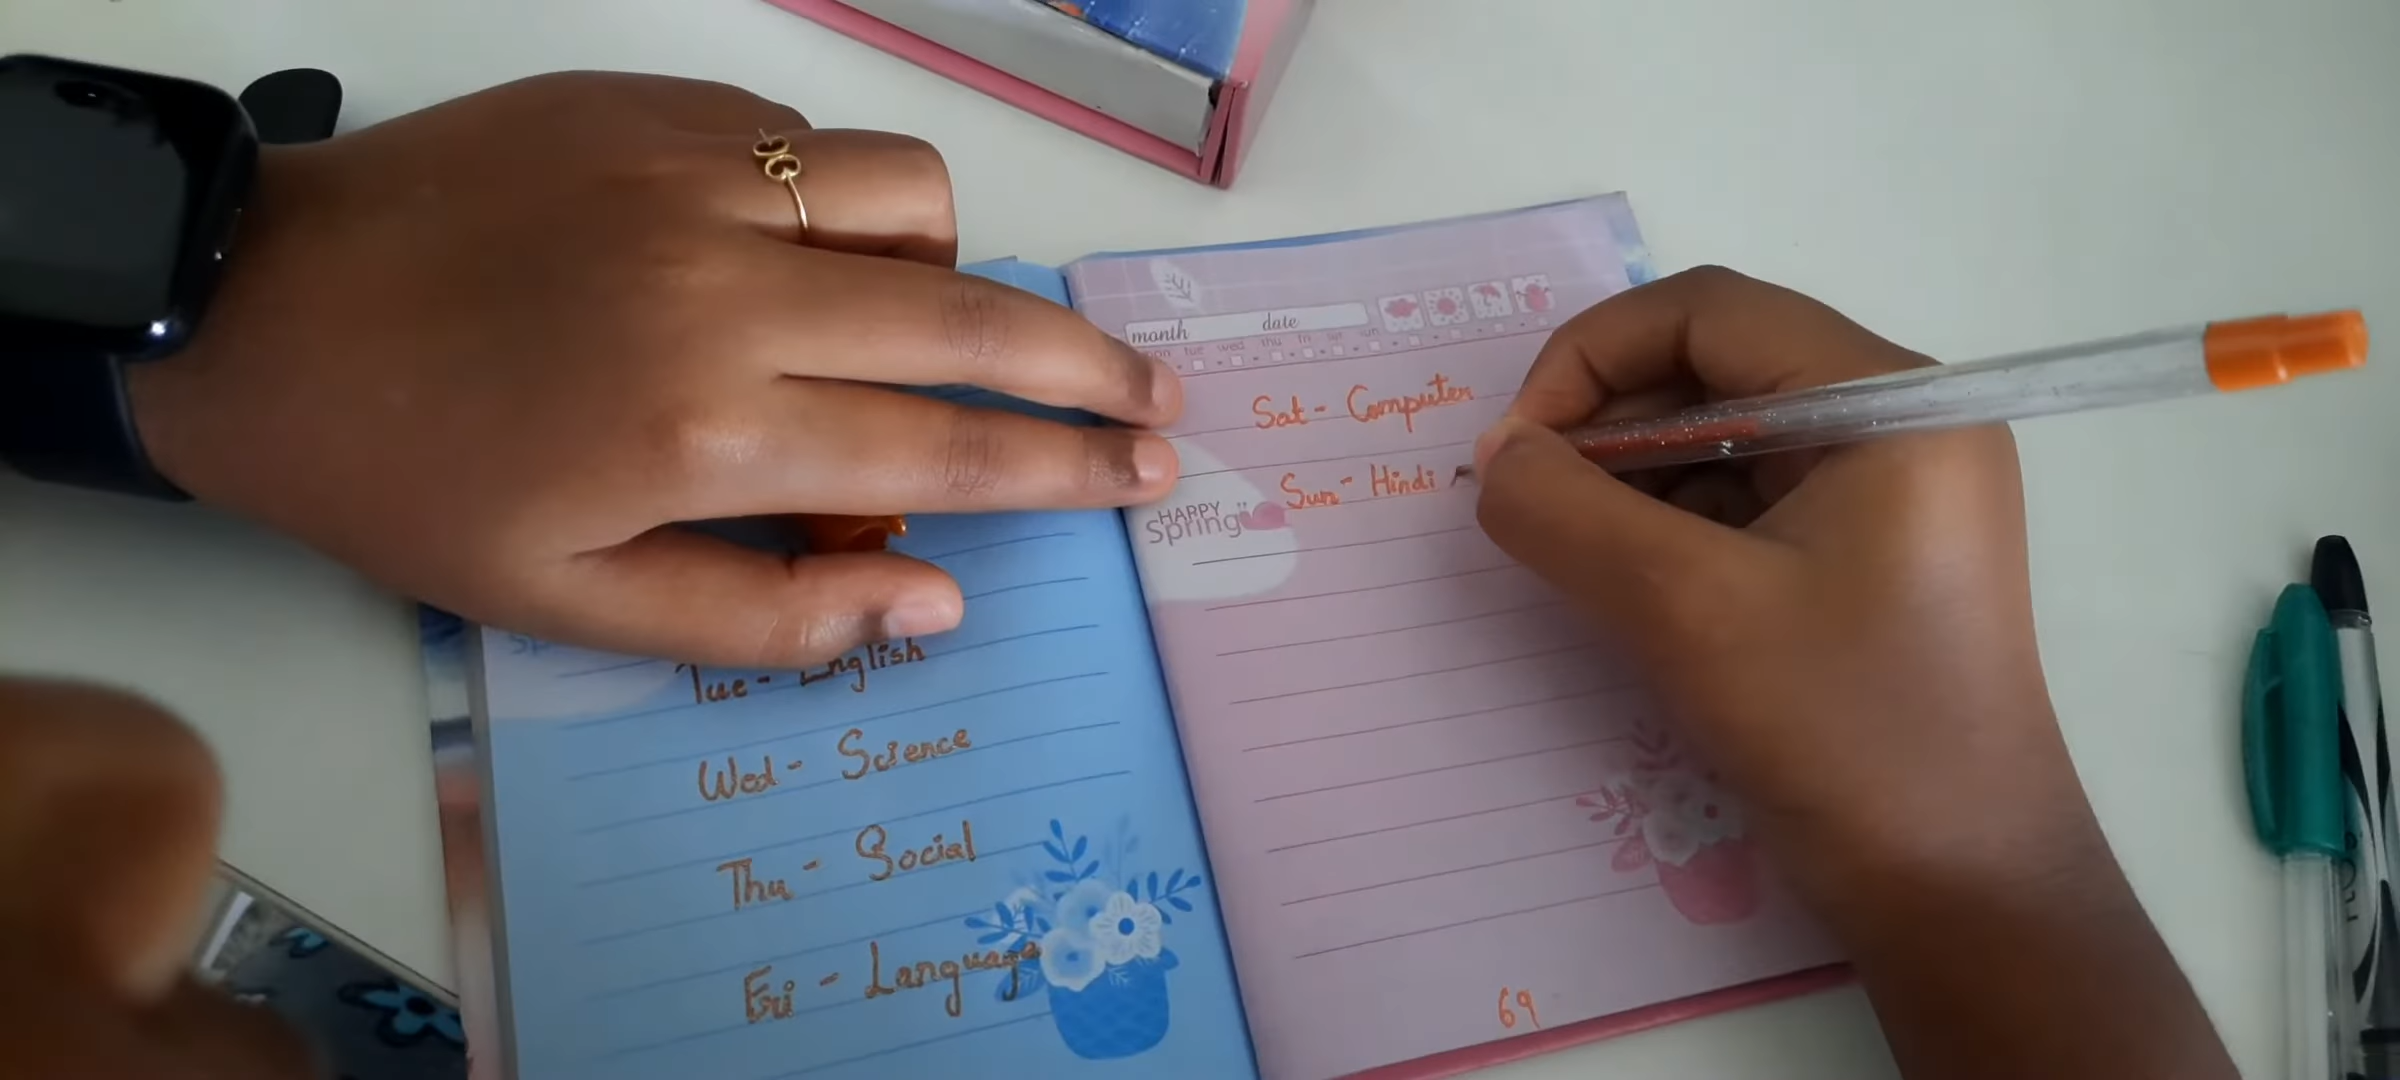 Tue - English
Wed - Science
Thu - Social
Fri - Language
month date
mon tue wed thu fri sat sun
Sat - Computer
Sun - Hindi
HAPPY
Spring
69